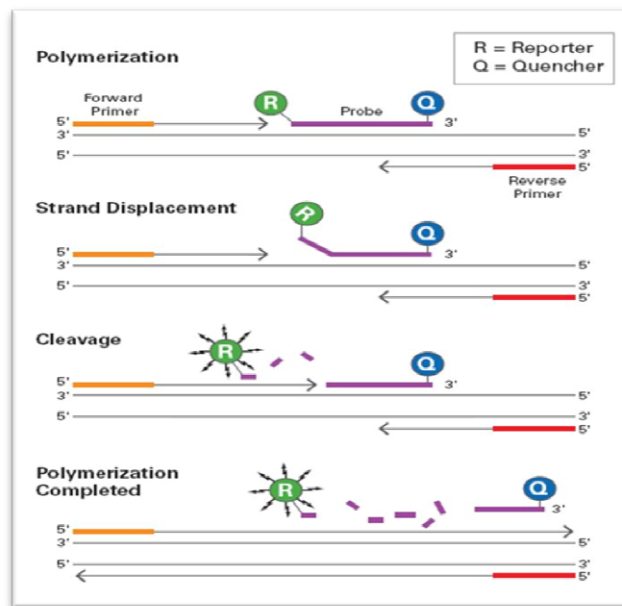 R = Reporter
Q = Quencher
Polymerization
Forward
Primer
R
Probe
Q
5'
3'
3'
5'
5'
3'
5'
Reverse
Primer
Strand Displacement
R
Q
5'
3'
3'
5'
5'
3'
5'
Cleavage
R
Q
5'
3'
3'
5'
5'
3'
5'
Polymerization
Completed
R
Q
3'
5'
3'
5'
5'
3'
5'